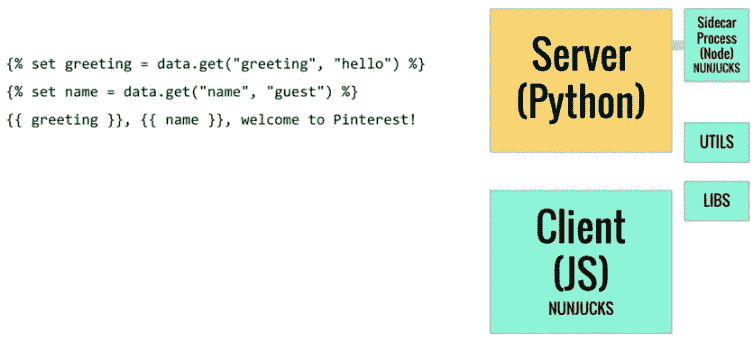 {% set greeting = data.get("greeting", "hello") %}
{% set name = data.get("name", "guest") %}
{{ greeting }}, {{ name }}, welcome to Pinterest!
Server
(Python)
Sidecar
Process
(Node)
NUNJUCKS
UTILS
LIBS
Client
(JS)
NUNJUCKS